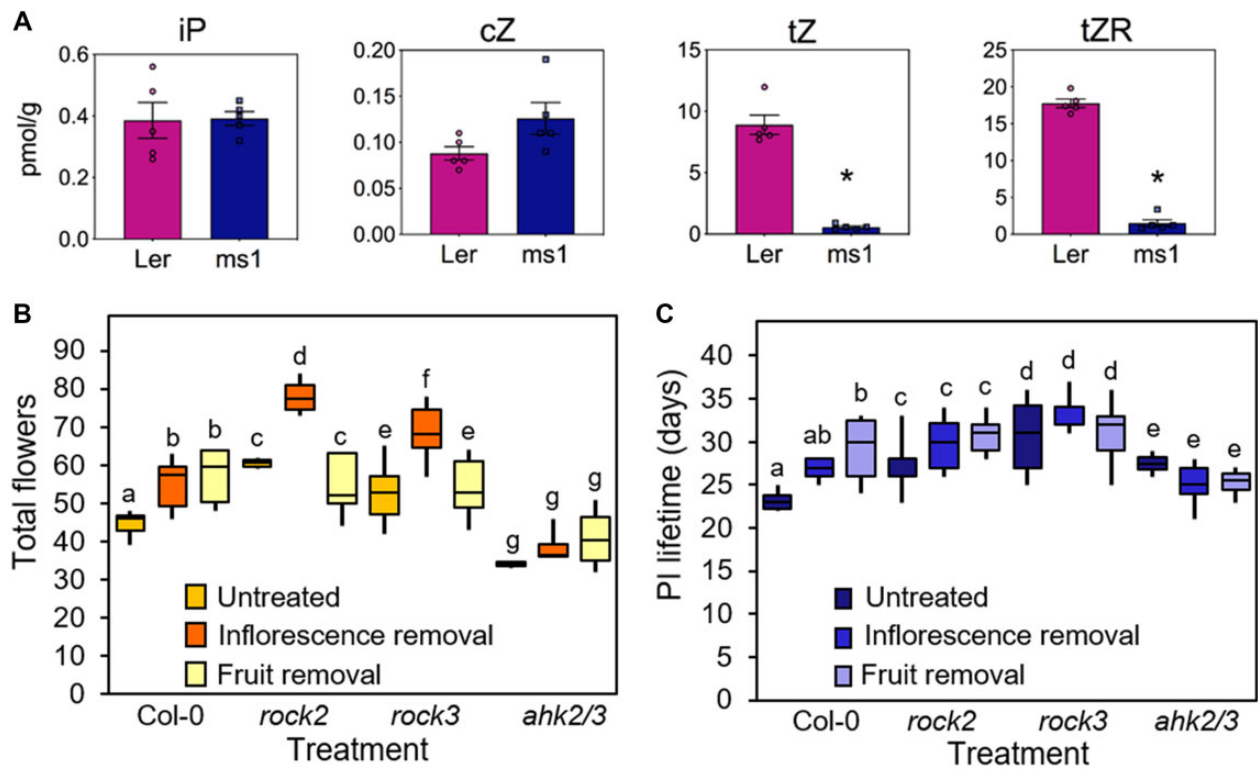 A
iP
cZ
tZ
tZR
pmol/g
0.6
0.4
0.2
0.0
Ler ms1
0.20
0.15
0.10
0.05
0.00
Ler ms1
15
10
5
0
*
Ler ms1
25
20
15
10
5
0
*
Ler ms1
B
Total flowers
90
80
70
60
50
40
30
20
10
0
a b b c d c e f e g g g
Untreated
Inflorescence removal
Fruit removal
Col-0 rock2 rock3 ahk2/3
Treatment
C
PI lifetime (days)
40
35
30
25
20
15
10
5
0
a ab b c c c d d d e e e
Untreated
Inflorescence removal
Fruit removal
Col-0 rock2 rock3 ahk2/3
Treatment